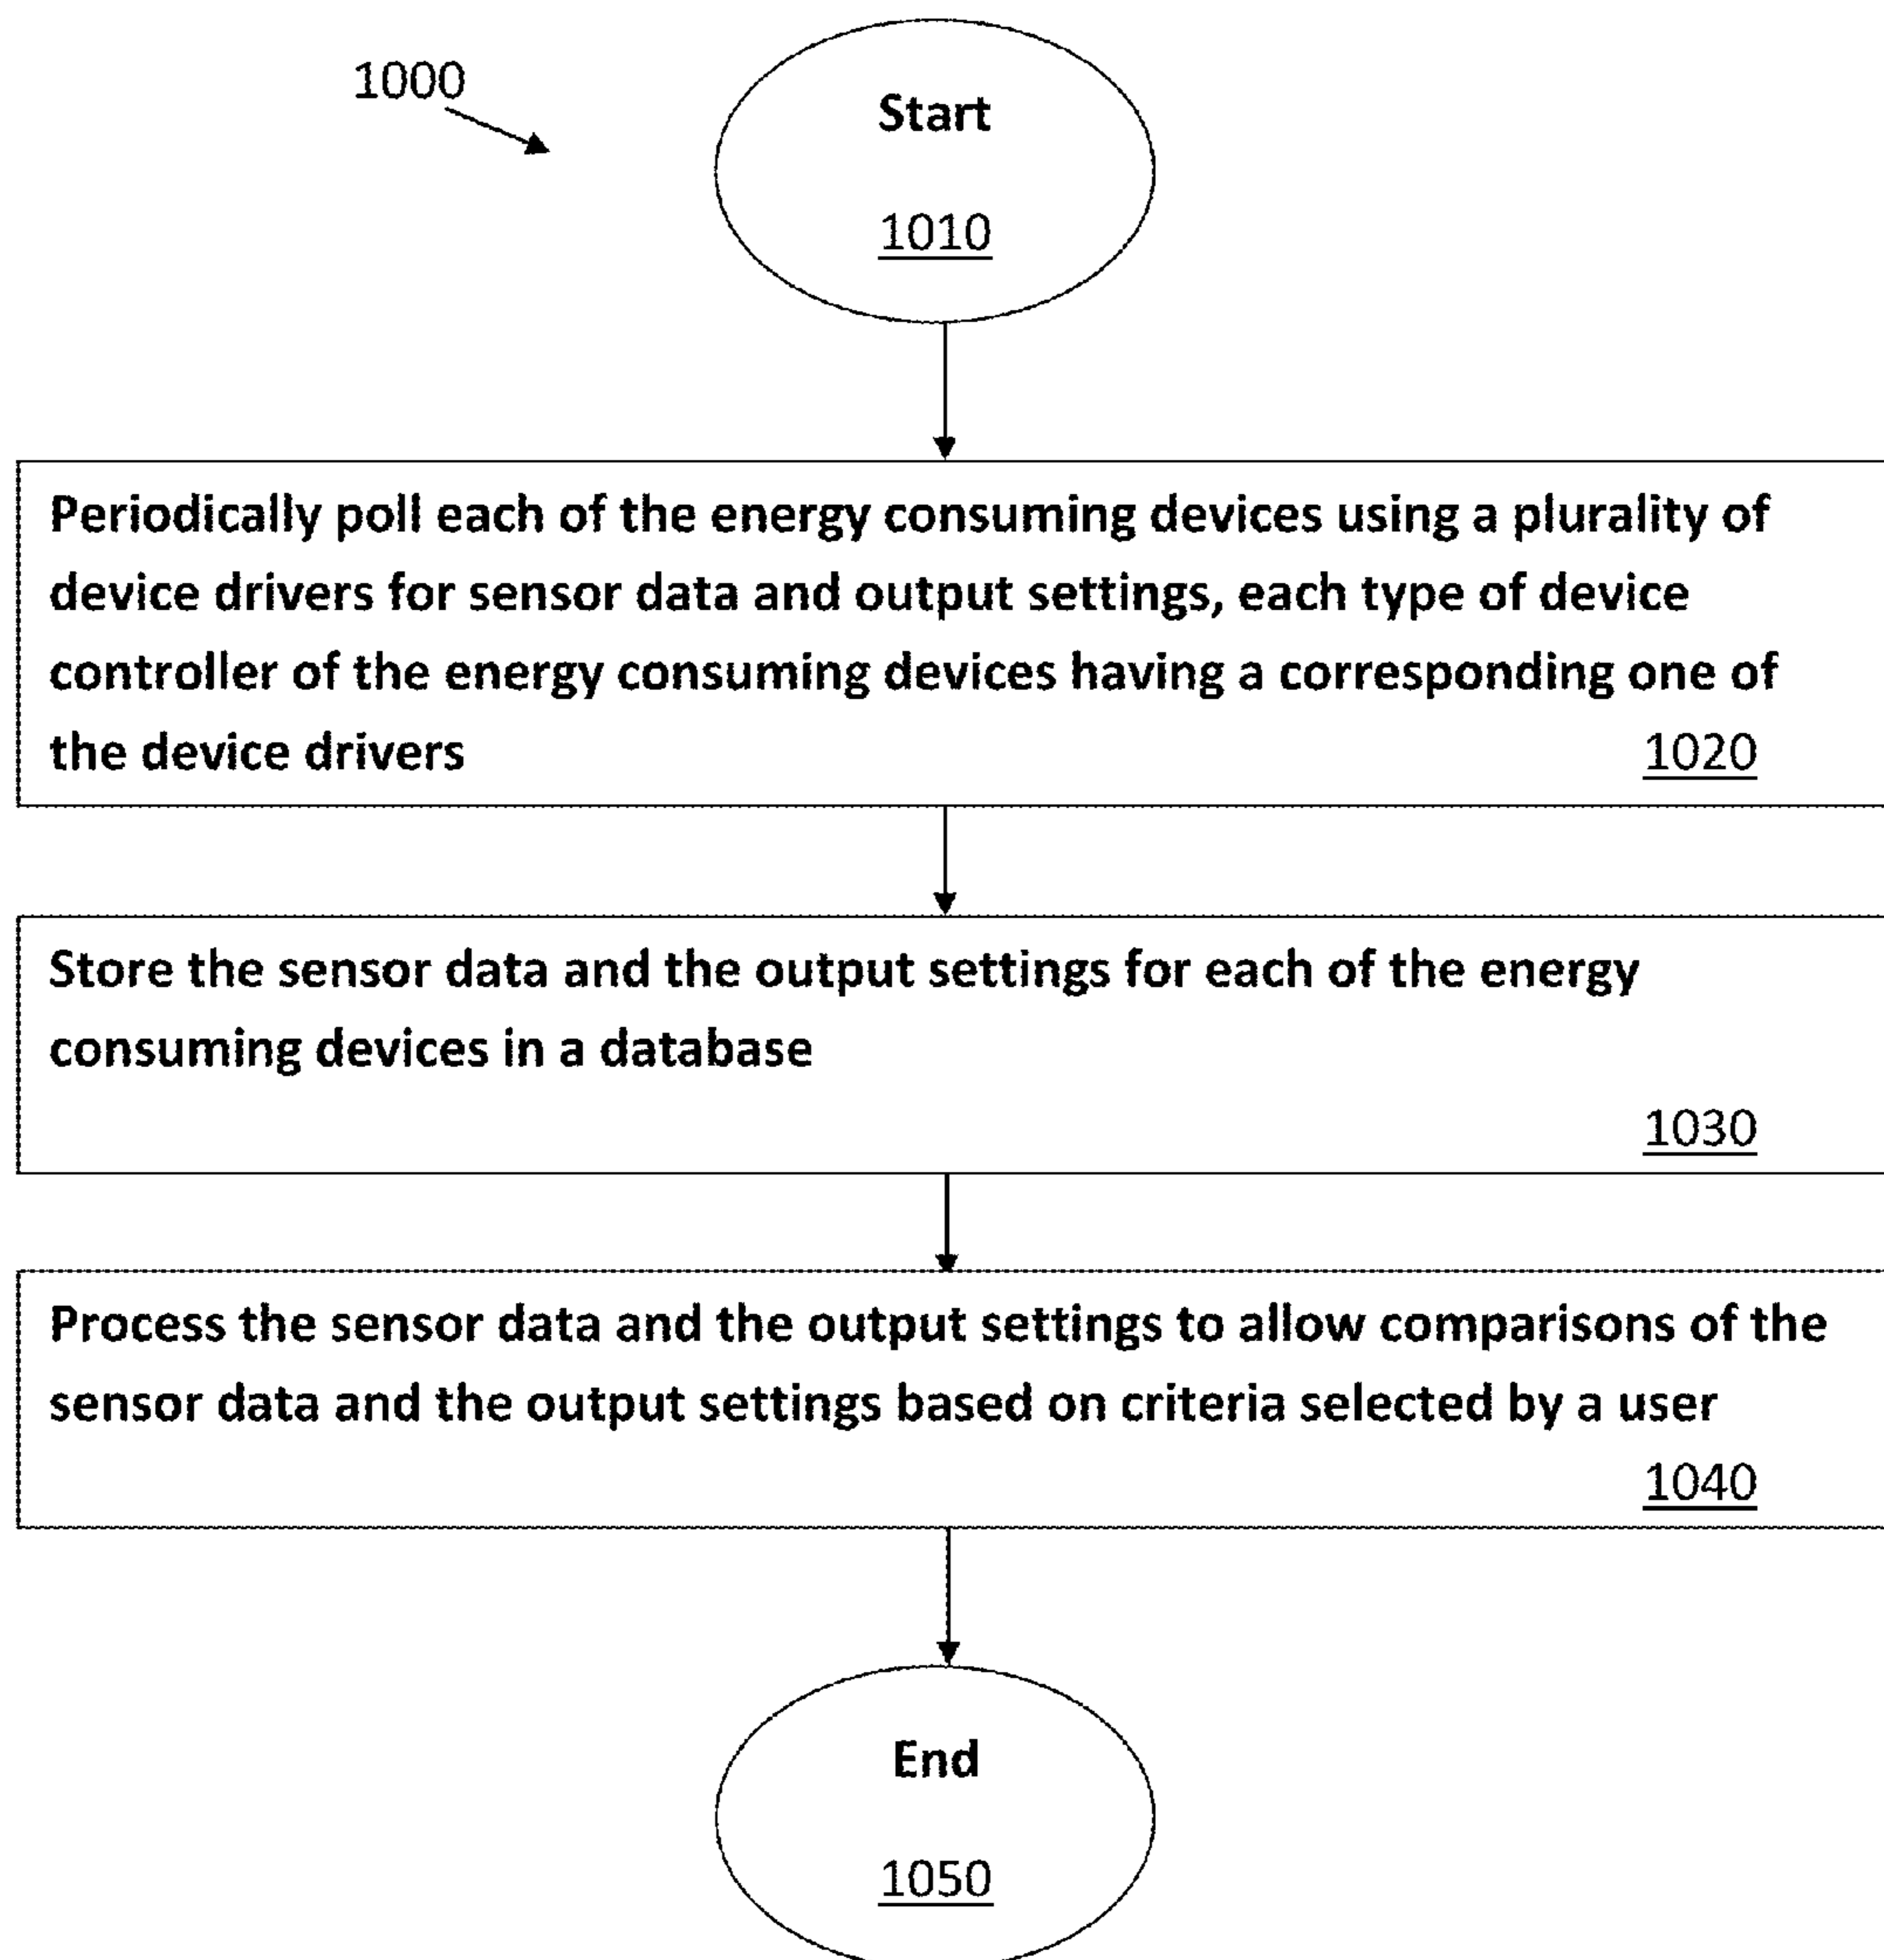 1000
Start
1010
Periodically poll each of the energy consuming devices using a plurality of
device drivers for sensor data and output settings, each type of device
controller of the energy consuming devices having a corresponding one of
the device drivers
1020
Store the sensor data and the output settings for each of the energy
consuming devices in a database
1030
Process the sensor data and the output settings to allow comparisons of the
sensor data and the output settings based on criteria selected by a user
1040
End
1050